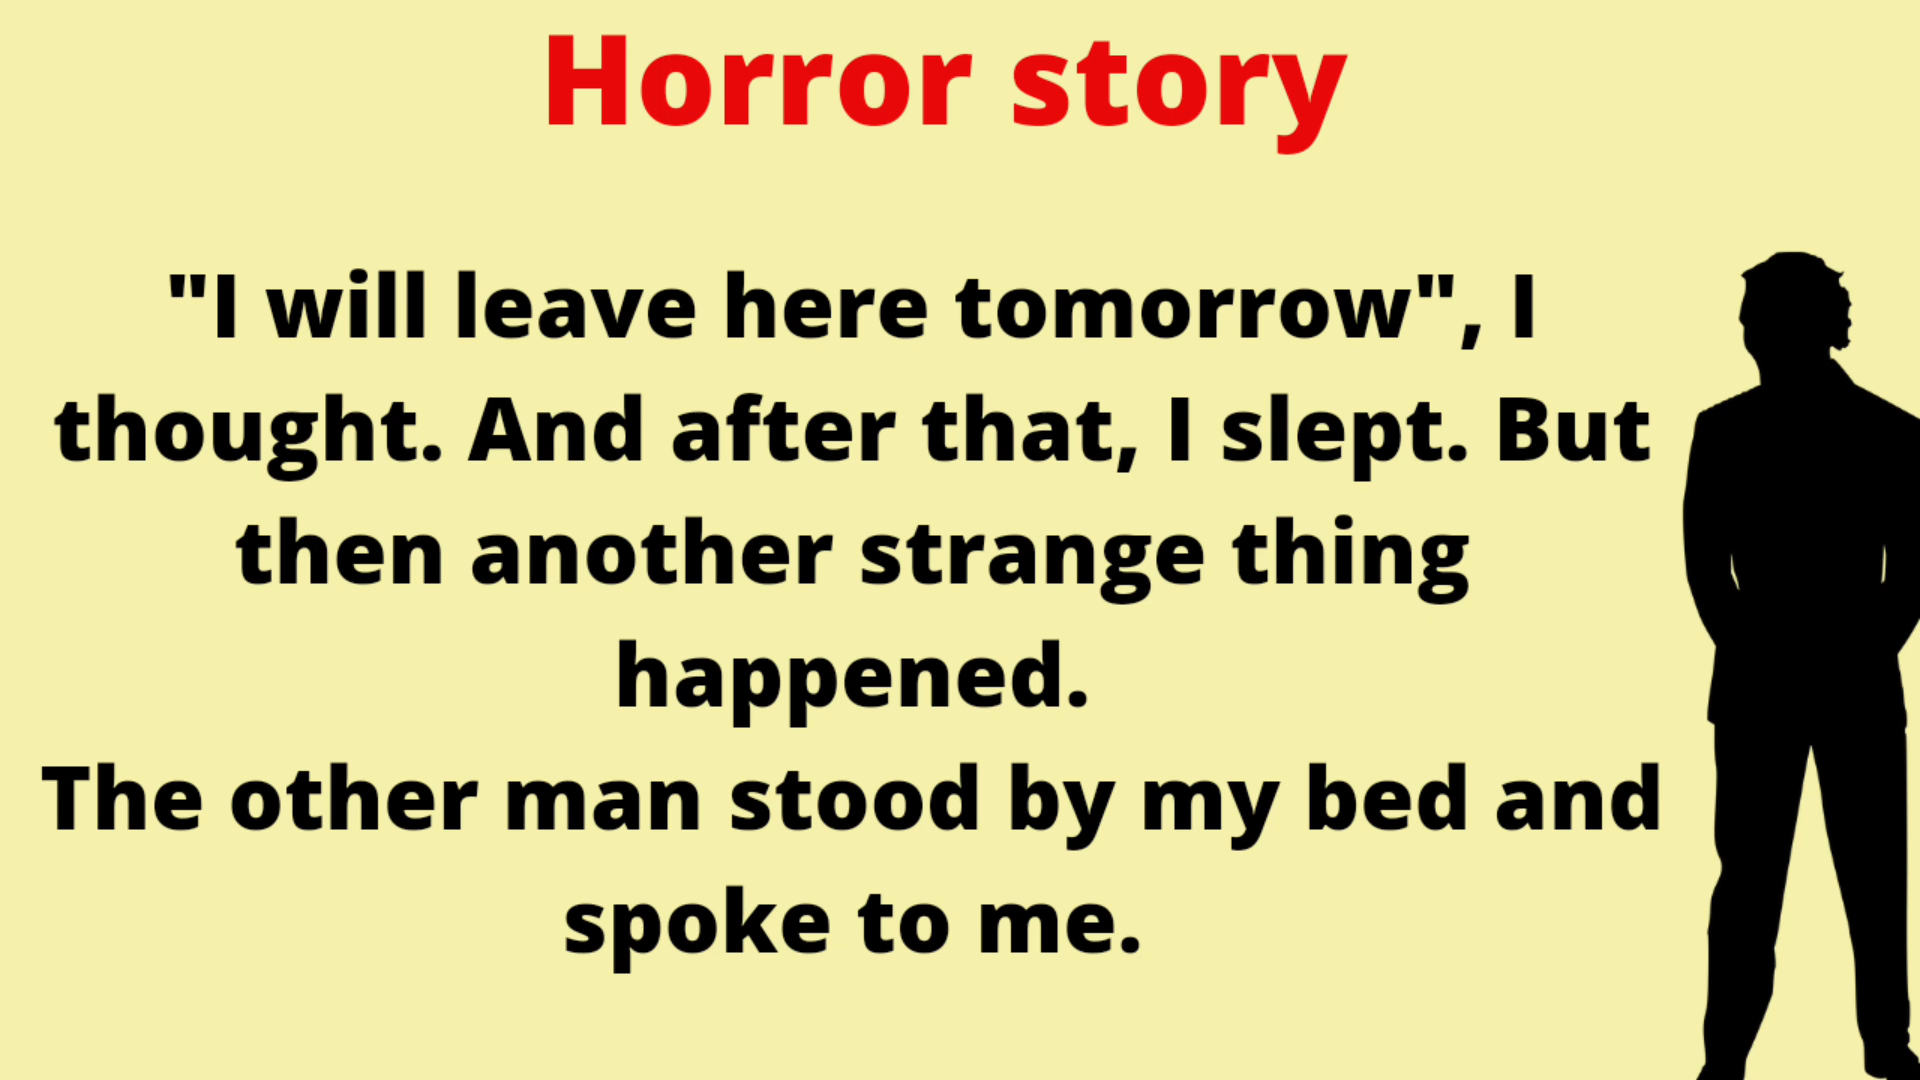 Horror story
"I will leave here tomorrow", I
thought. And after that, I slept. But
then another strange thing
happened.
The other man stood by my bed and
spoke to me.